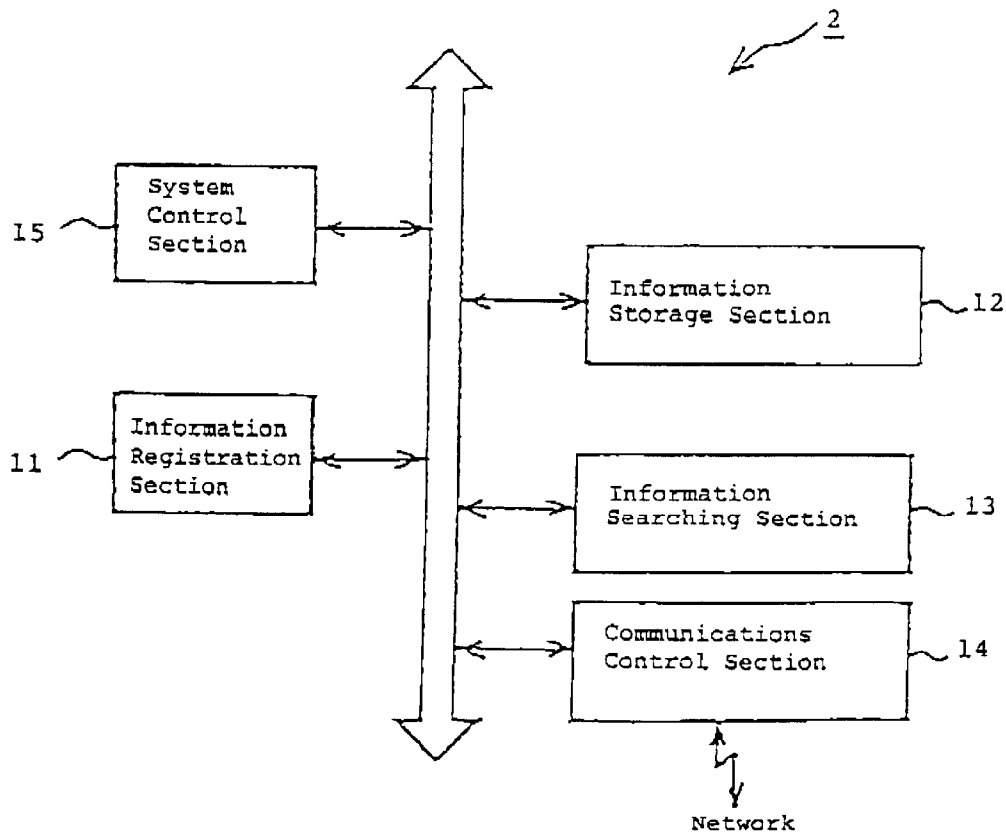 2
System
Control
Section
15
Information
Storage Section
12
Information
Registration
Section
11
Information
Searching Section
13
Communications
Control Section
14
Network